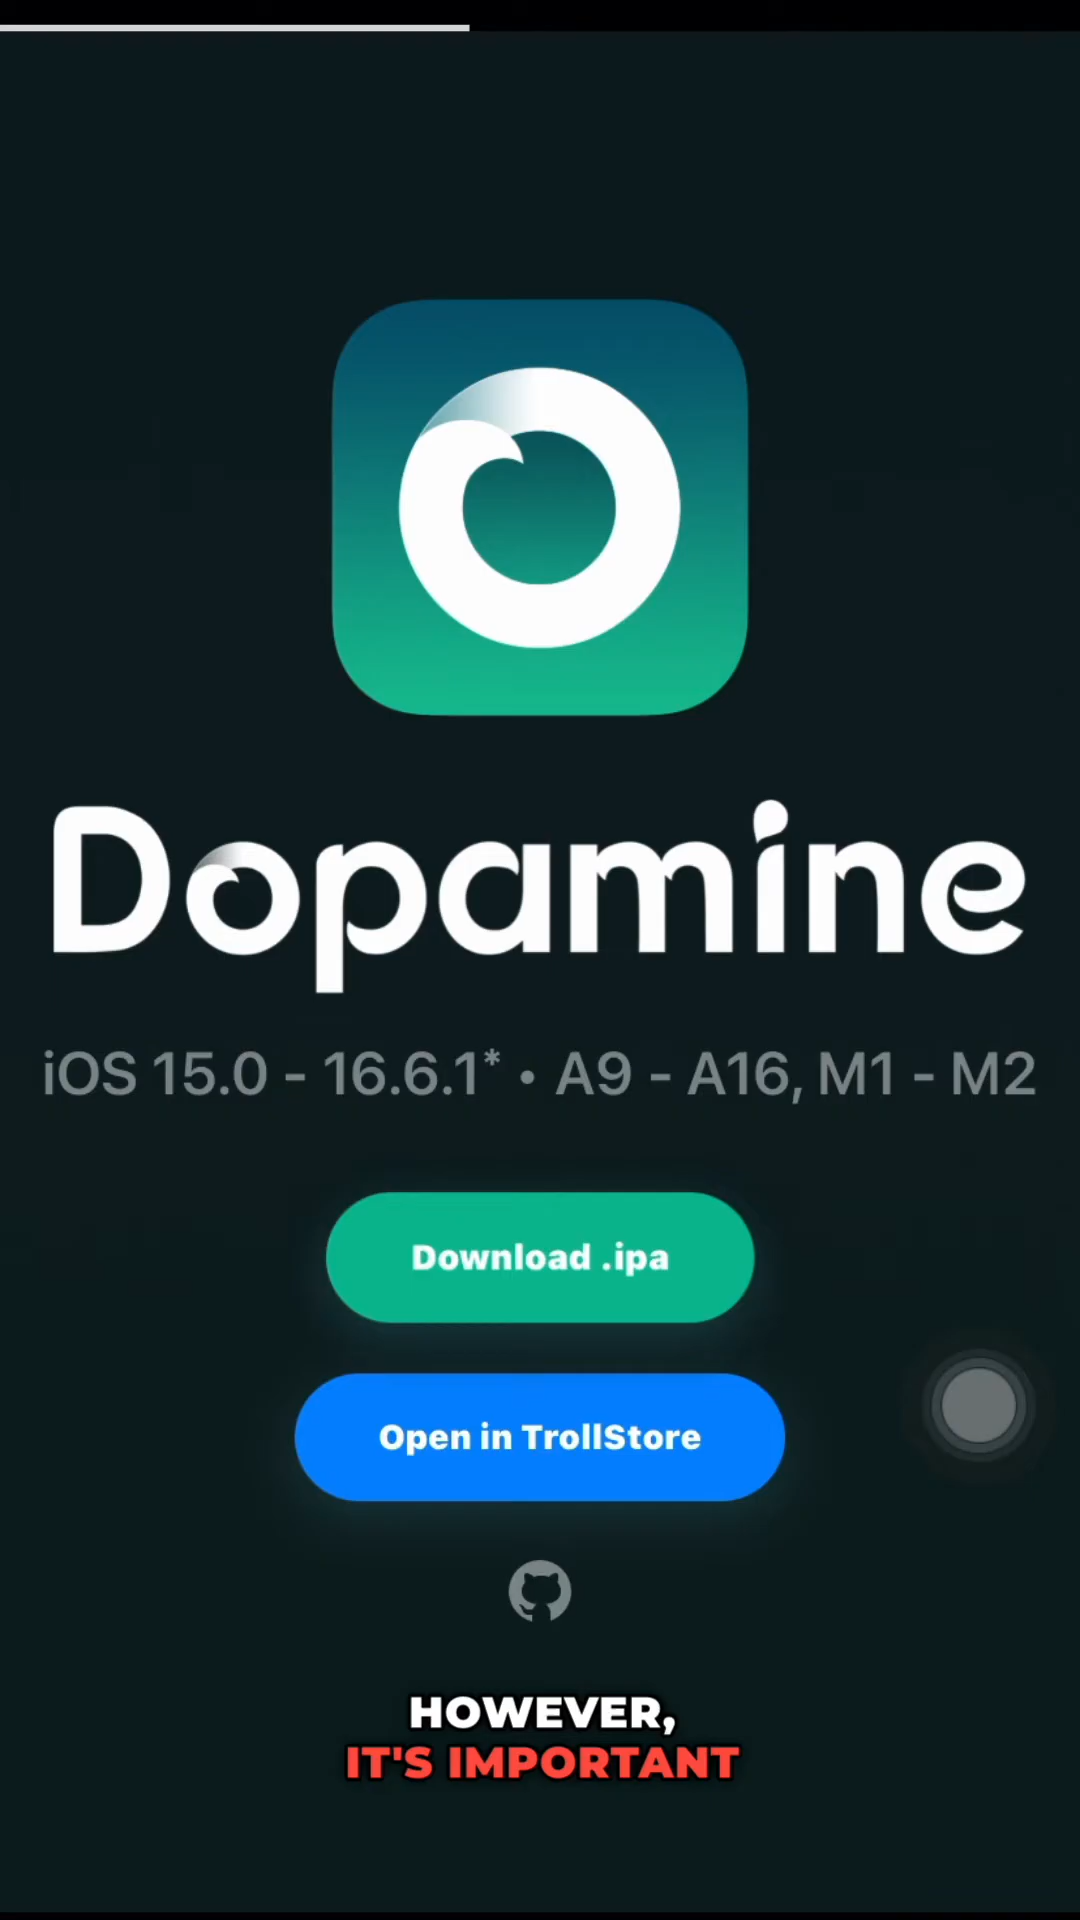 Dopamine
iOS 15.0 - 16.6.1* • A9 - A16, M1 - M2
Download .ipa
Open in TrollStore
HOWEVER,
IT'S IMPORTANT